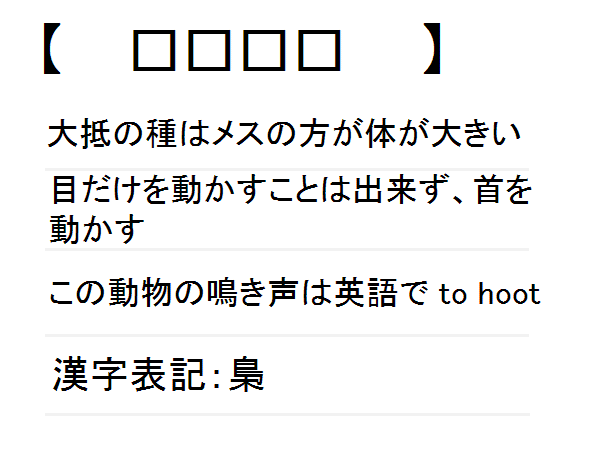 【　□□□□　】
大抵の種はメスの方が体が大きい
目だけを動かすことは出来ず、首を
動かす
この動物の鳴き声は英語で to hoot
漢字表記：梟